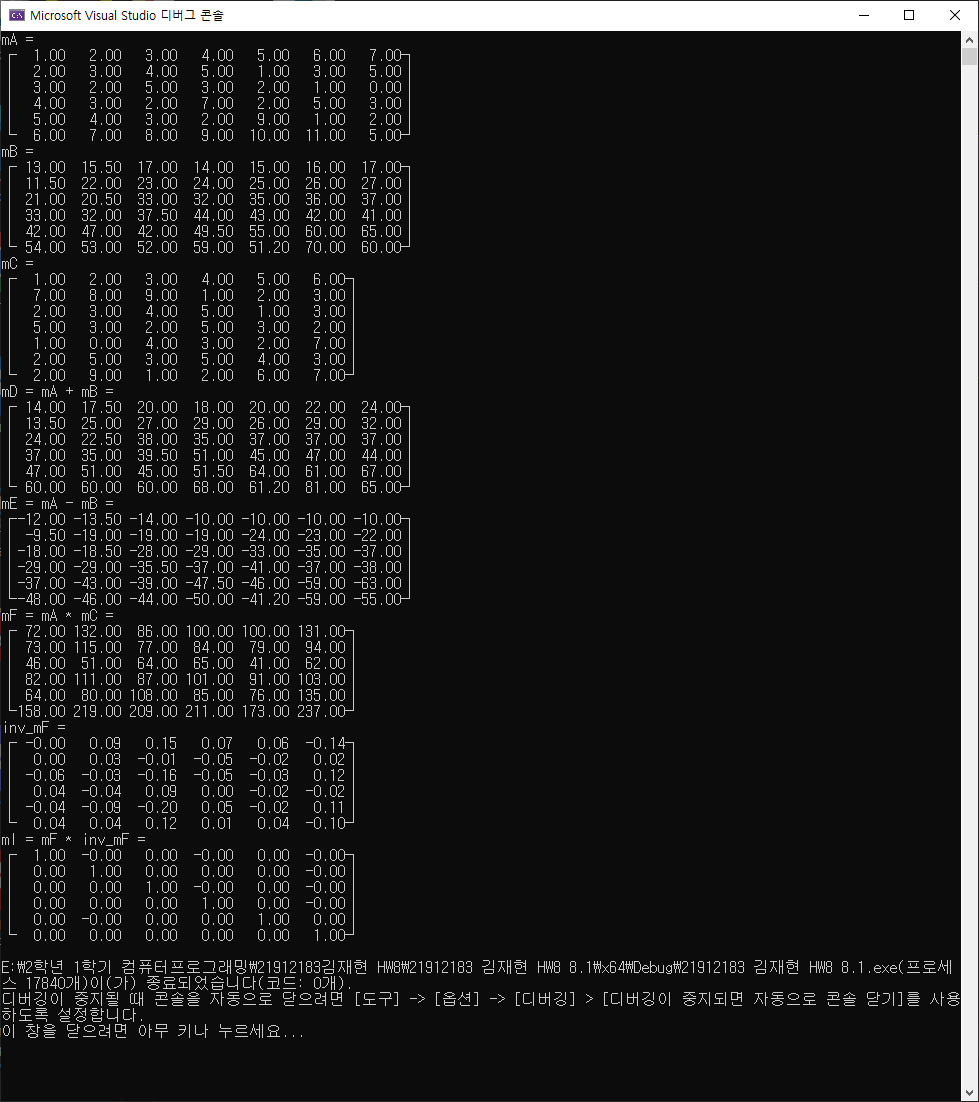 Microsoft Visual Studio 디버그 콘솔
mA =
1.00 2.00 3.00 4.00 5.00 6.00 7.00
2.00 3.00 4.00 5.00 1.00 3.00 5.00
3.00 2.00 5.00 3.00 2.00 1.00 0.00
4.00 3.00 2.00 7.00 2.00 5.00 3.00
5.00 4.00 3.00 2.00 9.00 1.00 2.00
6.00 7.00 8.00 9.00 10.00 11.00 5.00
mB =
13.00 15.50 17.00 14.00 15.00 16.00 17.00
11.50 22.00 23.00 24.00 25.00 26.00 27.00
21.00 20.50 33.00 32.00 35.00 36.00 37.00
33.00 32.00 37.50 44.00 43.00 42.00 41.00
42.00 47.00 42.00 49.50 55.00 60.00 65.00
54.00 53.00 52.00 59.00 51.20 70.00 60.00
mC =
1.00 2.00 3.00 4.00 5.00 6.00
7.00 8.00 9.00 1.00 2.00 3.00
2.00 3.00 4.00 5.00 1.00 3.00
5.00 3.00 2.00 5.00 3.00 2.00
1.00 0.00 4.00 3.00 2.00 7.00
2.00 5.00 3.00 5.00 4.00 3.00
2.00 9.00 1.00 2.00 6.00 7.00
mD = mA + mB =
14.00 17.50 20.00 18.00 20.00 22.00 24.00
13.50 25.00 27.00 29.00 26.00 29.00 32.00
24.00 22.50 38.00 35.00 37.00 37.00 37.00
37.00 35.00 39.50 51.00 45.00 47.00 44.00
47.00 51.00 45.00 51.50 64.00 61.00 67.00
60.00 60.00 60.00 68.00 61.20 81.00 65.00
mE = mA - mB =
-12.00 -13.50 -14.00 -10.00 -10.00 -10.00 -10.00
-9.50 -19.00 -19.00 -19.00 -24.00 -23.00 -22.00
-18.00 -18.50 -28.00 -29.00 -33.00 -35.00 -37.00
-29.00 -29.00 -35.50 -37.00 -41.00 -37.00 -38.00
-37.00 -43.00 -39.00 -47.50 -46.00 -59.00 -63.00
-48.00 -46.00 -44.00 -50.00 -41.20 -59.00 -55.00
mF = mA * mC =
72.00 132.00 86.00 100.00 100.00 131.00
73.00 115.00 77.00 84.00 79.00 94.00
46.00 51.00 64.00 65.00 41.00 62.00
82.00 111.00 87.00 101.00 91.00 103.00
64.00 80.00 108.00 85.00 76.00 135.00
158.00 219.00 209.00 211.00 173.00 237.00
inv_mF =
-0.00 0.09 0.15 0.07 0.06 -0.14
0.00 0.03 -0.01 -0.05 -0.02 0.02
-0.06 -0.03 -0.16 -0.05 -0.03 0.12
0.04 -0.04 0.09 0.00 -0.02 -0.02
-0.04 -0.09 -0.20 0.05 -0.02 0.11
0.04 0.04 0.12 0.01 0.04 -0.10
mI = mF * inv_mF =
1.00 -0.00 0.00 -0.00 0.00 -0.00
0.00 1.00 0.00 0.00 0.00 -0.00
0.00 0.00 1.00 -0.00 0.00 -0.00
0.00 0.00 0.00 1.00 0.00 -0.00
0.00 -0.00 0.00 0.00 1.00 0.00
0.00 0.00 0.00 0.00 0.00 1.00
E:₩2학년 1학기 컴퓨터프로그래밍₩21912183김재현 HW8₩21912183 김재현 HW8 8.1₩x64₩Debug₩21912183 김재현 HW8 8.1.exe(프로세
스 17840개)이(가) 종료되었습니다(코드: 0개).
디버깅이 중지될 때 콘솔을 자동으로 닫으려면 [도구] -> [옵션] -> [디버깅] > [디버깅이 중지되면 자동으로 콘솔 닫기]를 사용
하도록 설정합니다.
이 창을 닫으려면 아무 키나 누르세요...